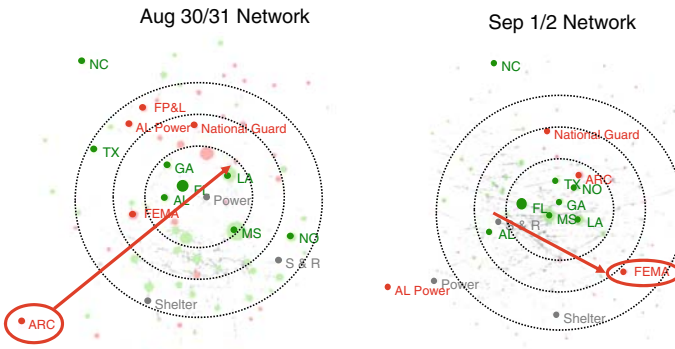 Aug 30/31 Network
NC
FP&L
AL Power
National Guard
TX
GA
LA
FL
AL
Power
FEMA
MS
NO
S & R
Shelter
ARC
Sep 1/2 Network
NC
National Guard
ARC
TX
NO
GA
FL
MS
LA
S & R
AL
FEMA
Power
AL Power
Shelter